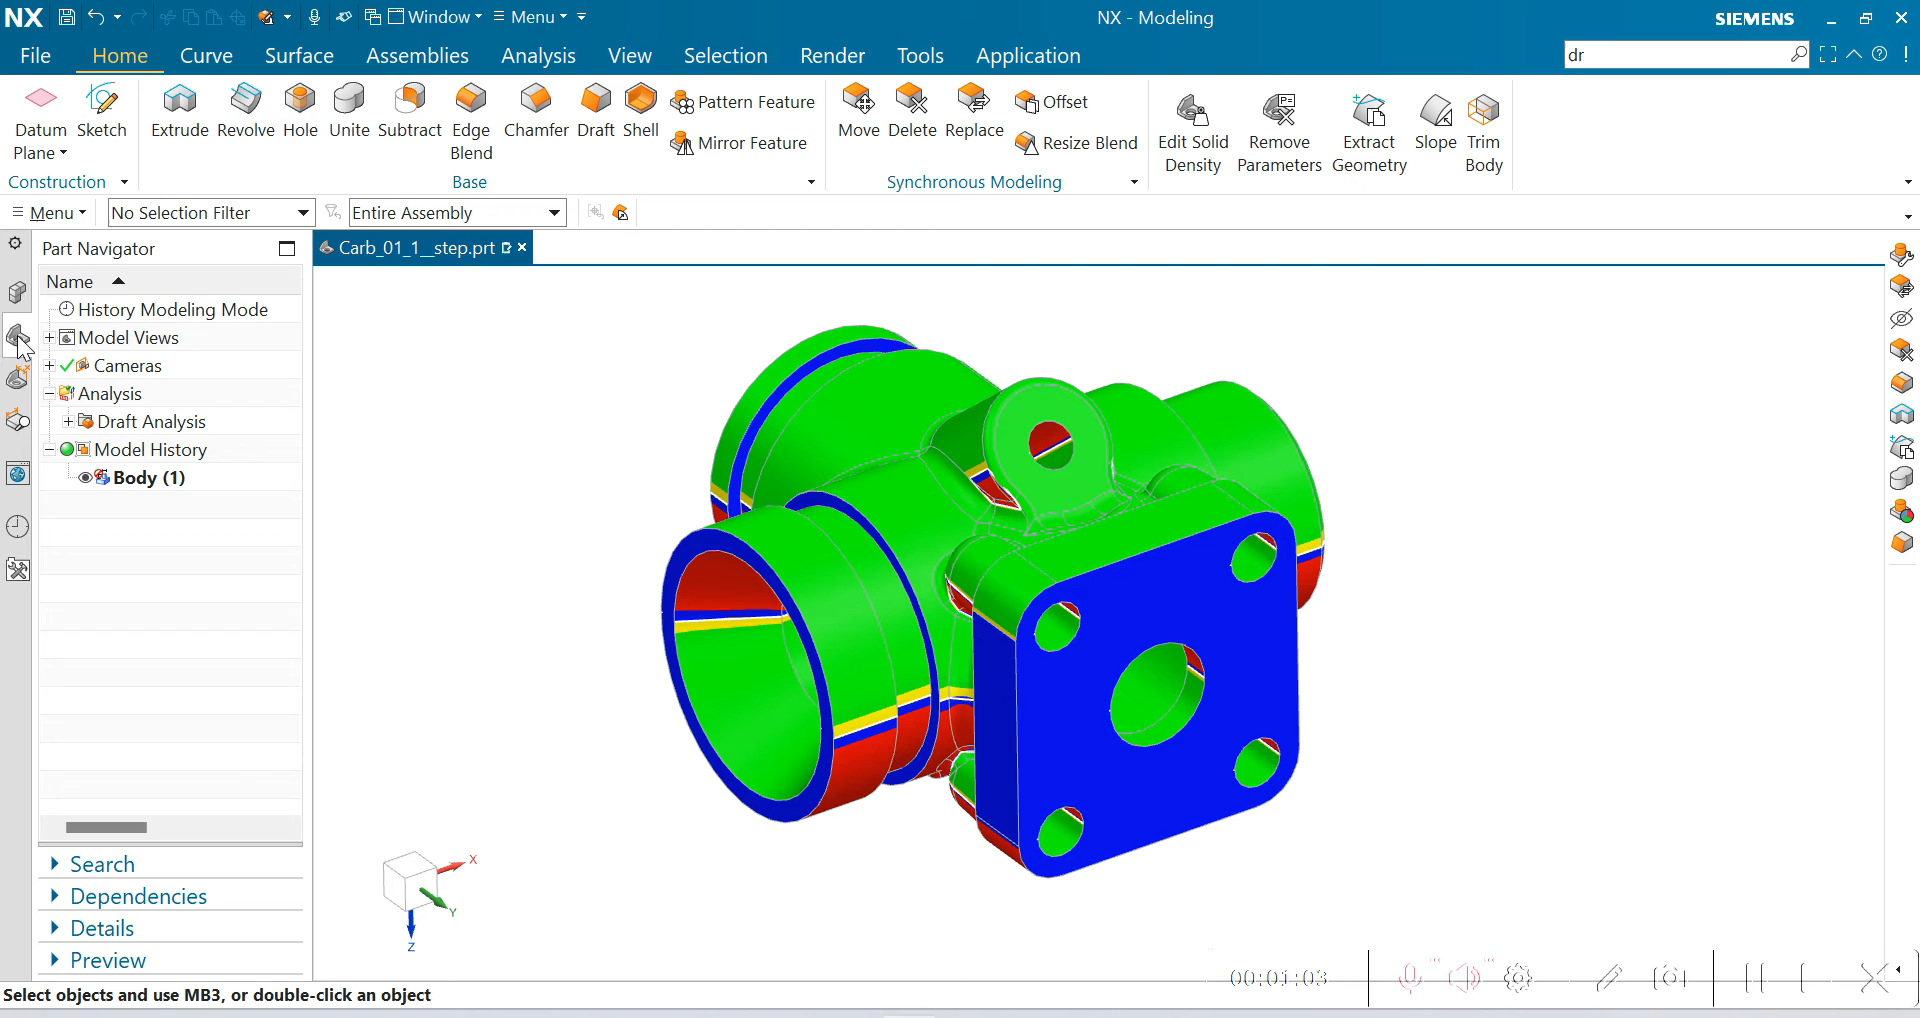 NX
Window
Menu
NX - Modeling
SIEMENS
File
Home
Curve
Surface
Assemblies
Analysis
View
Selection
Render
Tools
Application
dr
Datum Plane
Sketch
Extrude
Revolve
Hole
Unite
Subtract
Edge Blend
Chamfer
Draft
Shell
Pattern Feature
Mirror Feature
Move
Delete
Replace
Offset
Resize Blend
Edit Solid Density
Remove Parameters
Extract Geometry
Slope
Trim Body
Construction
Base
Synchronous Modeling
Menu
No Selection Filter
Entire Assembly
Part Navigator
Carb_01_1__step.prt
Name
History Modeling Mode
Model Views
Cameras
Analysis
Draft Analysis
Model History
Body (1)
X
Y
Z
Search
Dependencies
Details
Preview
00:01:03
Select objects and use MB3, or double-click an object